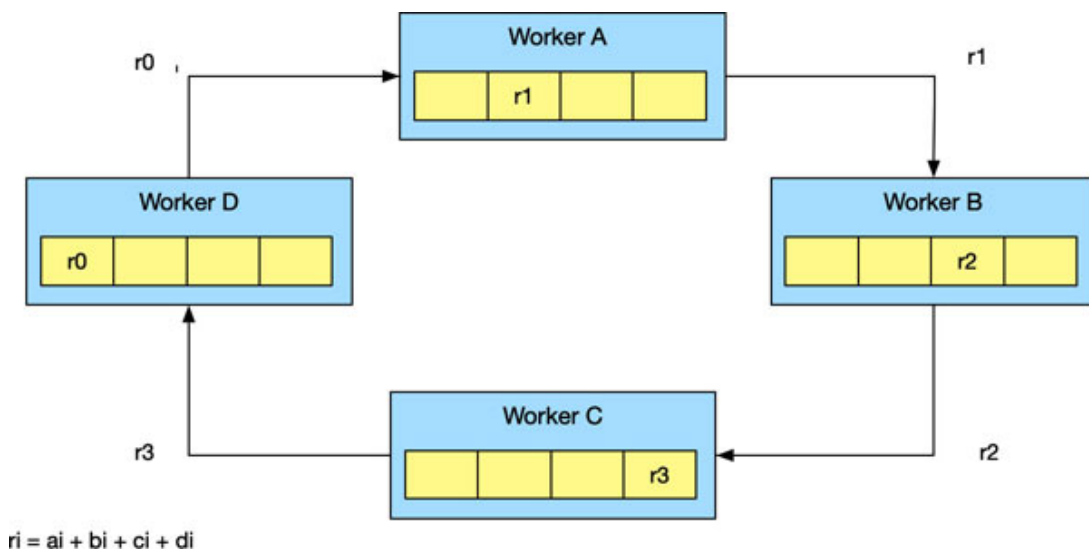 Worker A
r0
r1
r1
Worker D
Worker B
r0
r2
Worker C
r3
r2
r3
ri = ai + bi + ci + di